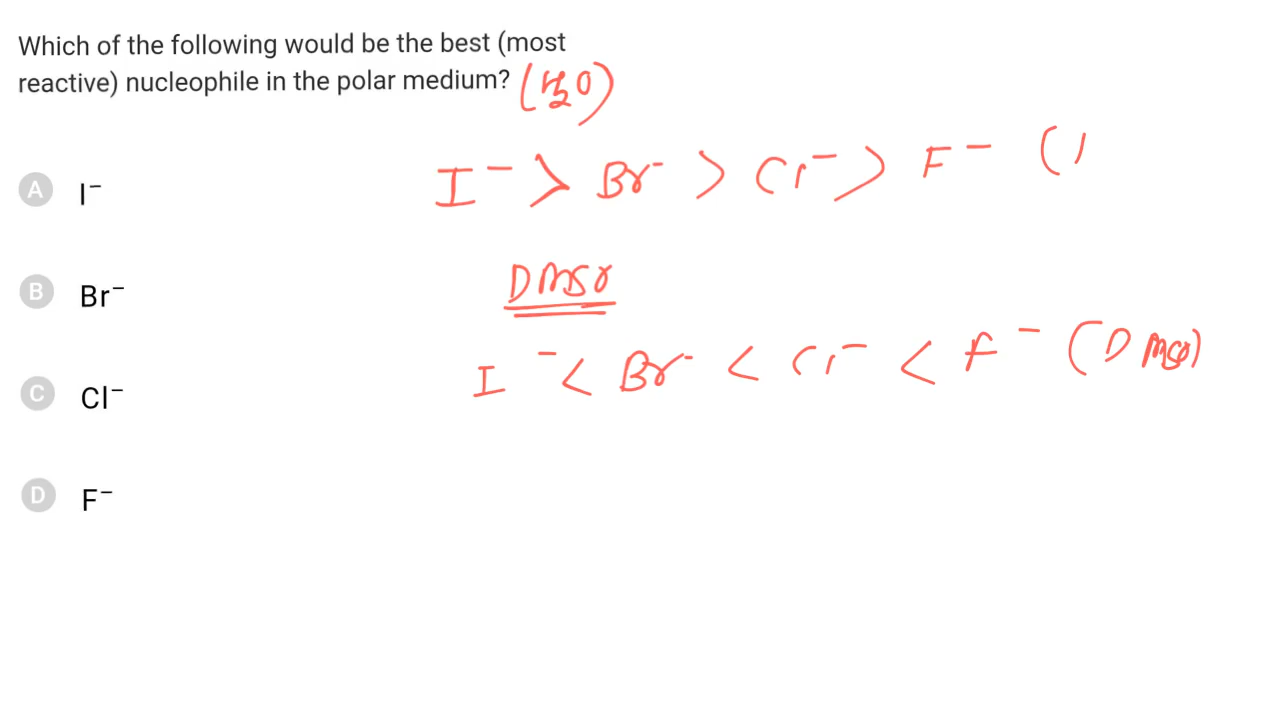 Which of the following would be the best (most
reactive) nucleophile in the polar medium? (H₂O)
I⁻ > Br⁻ > Cl⁻ > F⁻ (
A I⁻
DMSO
B Br⁻
I⁻ < Br⁻ < Cl⁻ < F⁻ (DMSO)
C Cl⁻
D F⁻